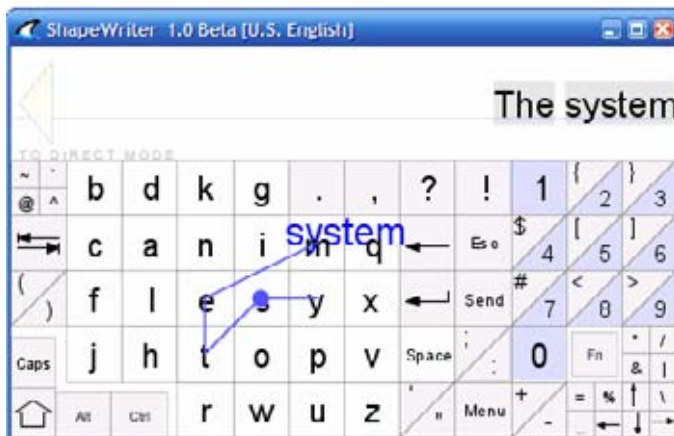 ShapeWriter 1.0 Beta [U.S. English]
The system
TO DIRECT MODE
~ `
@ ^ b d k g . , ? ! 1 { 2 } 3
c a n i m q Esc $ 4 [ 5 ] 6
system
( ) f l e s y x Send # 7 < 8 > 9
Caps j h t o p v Space ; : 0 Fn * /
& |
Alt Ctrl r w u z ' " Menu + - = % \
_